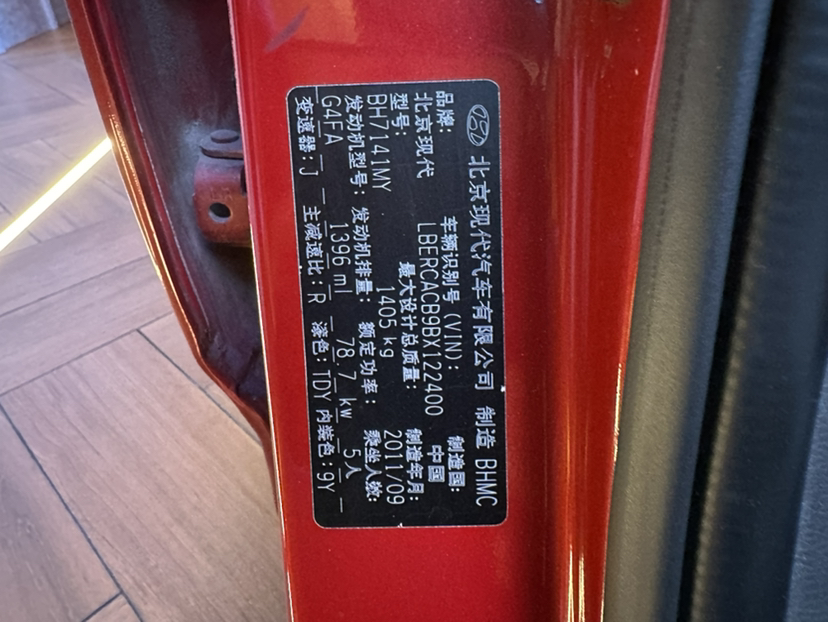 北京现代汽车有限公司 制造 BHMC
品牌: 车辆识别号(VIN): 制造国:
北京现代 LBERCACB9BX122400 中國
型号: 最大设计总质量: 制造年月:
BH7141MY 1405 kg 2011/09
发动机型号: 发动机排量: 额定功率: 乘坐人数:
G4FA 1396 ml 78.7 kw 5人
变速器: J 主减速比: R 漆色: TDY 内装色: 9Y